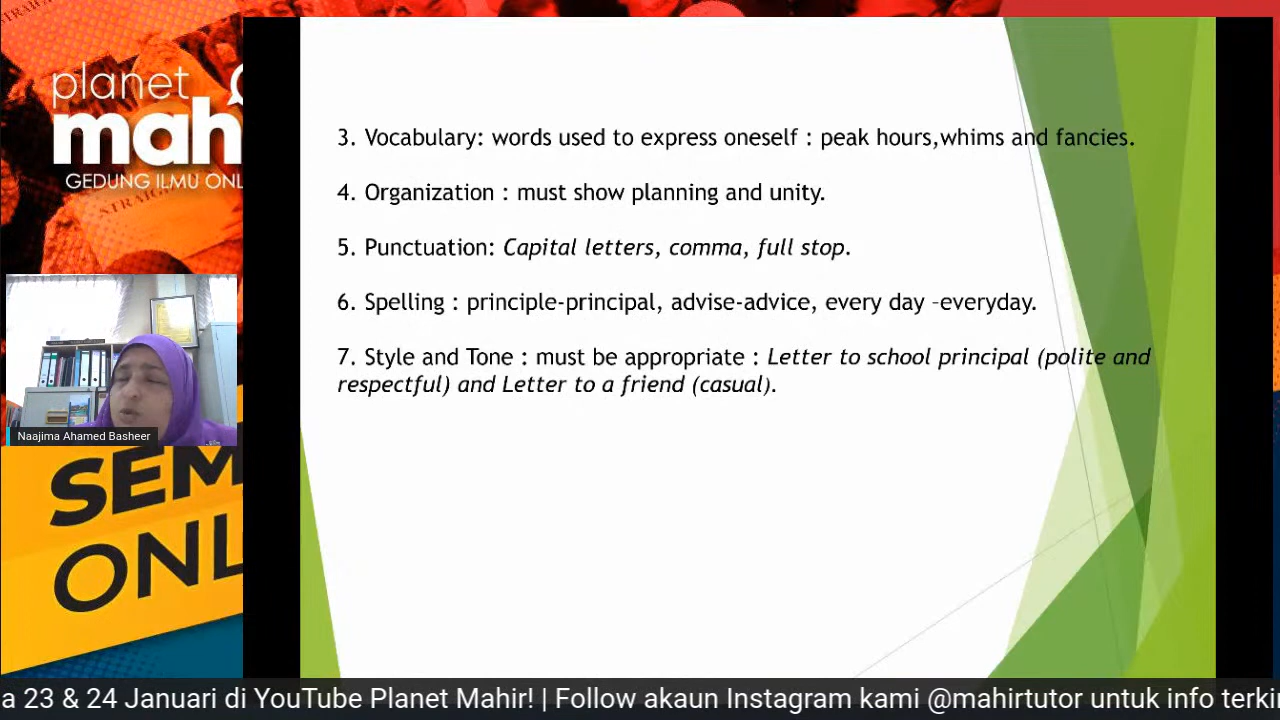 planet
mah
GEDUNG ILMU ONL
3. Vocabulary: words used to express oneself : peak hours,whims and fancies.
4. Organization : must show planning and unity.
5. Punctuation: Capital letters, comma, full stop.
6. Spelling : principle-principal, advise-advice, every day –everyday.
7. Style and Tone : must be appropriate : Letter to school principal (polite and
respectful) and Letter to a friend (casual).
Naajima Ahamed Basheer
SEM
ONL
a 23 & 24 Januari di YouTube Planet Mahir! | Follow akaun Instagram kami @mahirtutor untuk info terki